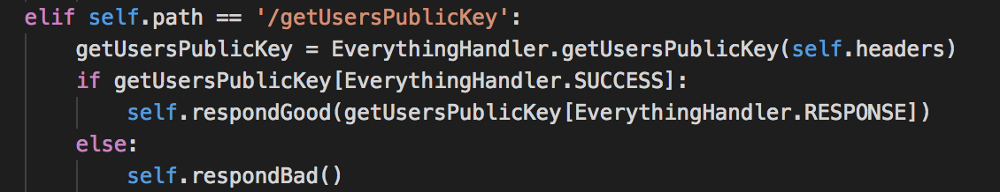 elif self.path == '/getUsersPublicKey':
    getUsersPublicKey = EverythingHandler.getUsersPublicKey(self.headers)
    if getUsersPublicKey[EverythingHandler.SUCCESS]:
        self.respondGood(getUsersPublicKey[EverythingHandler.RESPONSE])
    else:
        self.respondBad()